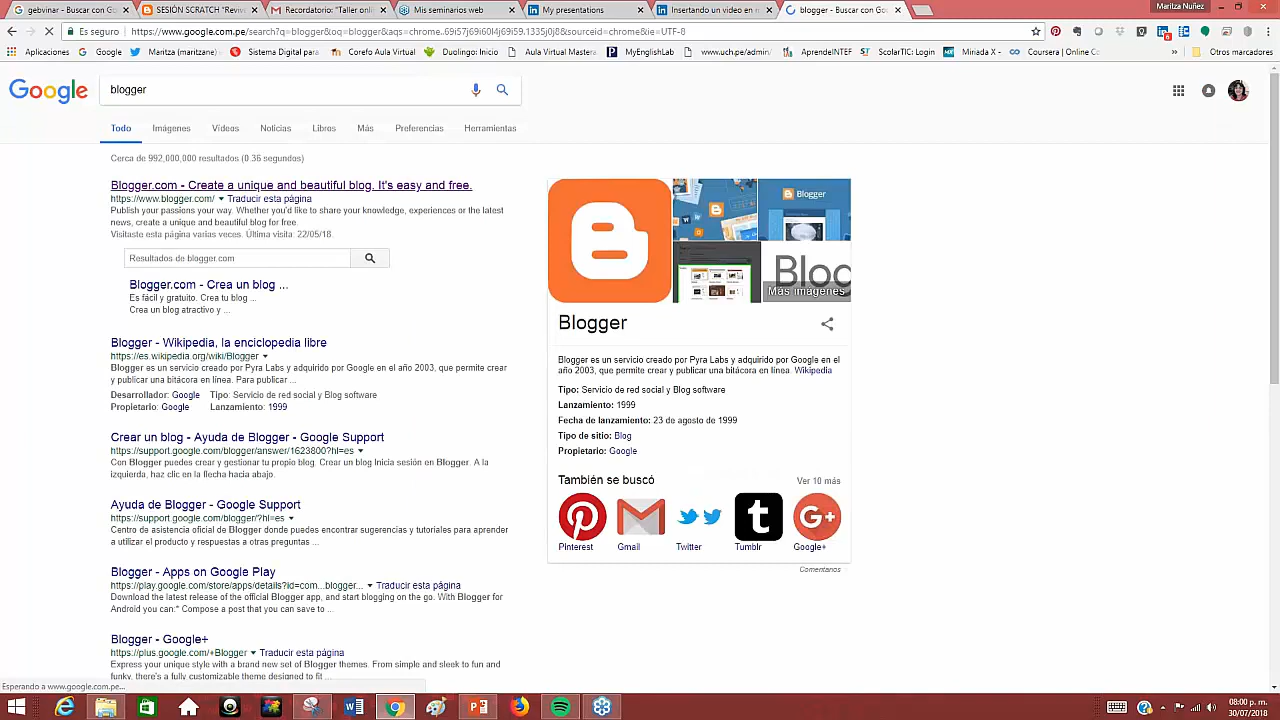 gebvinar - Buscar con G
SESIÓN SCRATCH "Revivi
Recordatorio: "Taller onlin
Mis seminarios web
My presentations
Insertando un video en m
blogger - Buscar con Goo
Maritza Nuñez
Es seguro
https://www.google.com.pe/search?q=blogger&oq=blogger&aqs=chrome..69i57j69i60l4j69i59.1335j0j8&sourceid=chrome&ie=UTF-8
Aplicaciones
Google
Twitter
Maritza (maritzane)
Sistema Digital para
Corefo Aula Virtual
Duolingo: Inicio
Aula Virtual Mastera
MyEnglishLab
www.uch.pe/admin/
AprendeINTEF
ScolarTIC: Login
Miriada X -
Coursera | Online Co
»
Otros marcadores
Google
blogger
Todo
Imágenes
Vídeos
Noticias
Libros
Más
Preferencias
Herramientas
Cerca de 992,000,000 resultados (0.36 segundos)
Blogger.com - Create a unique and beautiful blog. It's easy and free.
https://www.blogger.com/ Traducir esta página
Publish your passions your way. Whether you'd like to share your knowledge, experiences or the latest
news, create a unique and beautiful blog for free.
Visitaste esta página varias veces. Última visita: 22/05/18
Resultados de blogger.com
Blogger.com - Crea un blog ...
Es fácil y gratuito. Crea tu blog ...
Crea un blog atractivo y ...
Blogger - Wikipedia, la enciclopedia libre
https://es.wikipedia.org/wiki/Blogger
Blogger es un servicio creado por Pyra Labs y adquirido por Google en el año 2003, que permite crear
y publicar una bitácora en línea. Para publicar ...
Desarrollador: Google Tipo: Servicio de red social y Blog software
Propietario: Google Lanzamiento: 1999
Crear un blog - Ayuda de Blogger - Google Support
https://support.google.com/blogger/answer/1623800?hl=es
Con Blogger puedes crear y gestionar tu propio blog. Crear un blog Inicia sesión en Blogger. A la
izquierda, haz clic en la flecha hacia abajo.
Ayuda de Blogger - Google Support
https://support.google.com/blogger/?hl=es
Centro de asistencia oficial de Blogger donde puedes encontrar sugerencias y tutoriales para aprender
a utilizar el producto y respuestas a otras preguntas ...
Blogger - Apps on Google Play
https://play.google.com/store/apps/details?id=com...blogger... Traducir esta página
Download the latest release of the official Blogger app, and start blogging on the go. With Blogger for
Android you can:* Compose a post that you can save to ...
Blogger - Google+
https://plus.google.com/+Blogger Traducir esta página
Express your unique style with a brand new set of Blogger themes. From simple and sleek to fun and
funky, there's a fully customizable theme designed to fit ...
Esperando a www.google.com.pe...
Blogger
Bloc
Más imágenes
Blogger
Blogger es un servicio creado por Pyra Labs y adquirido por Google en el
año 2003, que permite crear y publicar una bitácora en línea. Wikipedia
Tipo: Servicio de red social y Blog software
Lanzamiento: 1999
Fecha de lanzamiento: 23 de agosto de 1999
Tipo de sitio: Blog
Propietario: Google
También se buscó
Ver 10 más
Pinterest
Gmail
Twitter
Tumblr
Google+
Comentarios
08:00 p. m.
30/07/2018